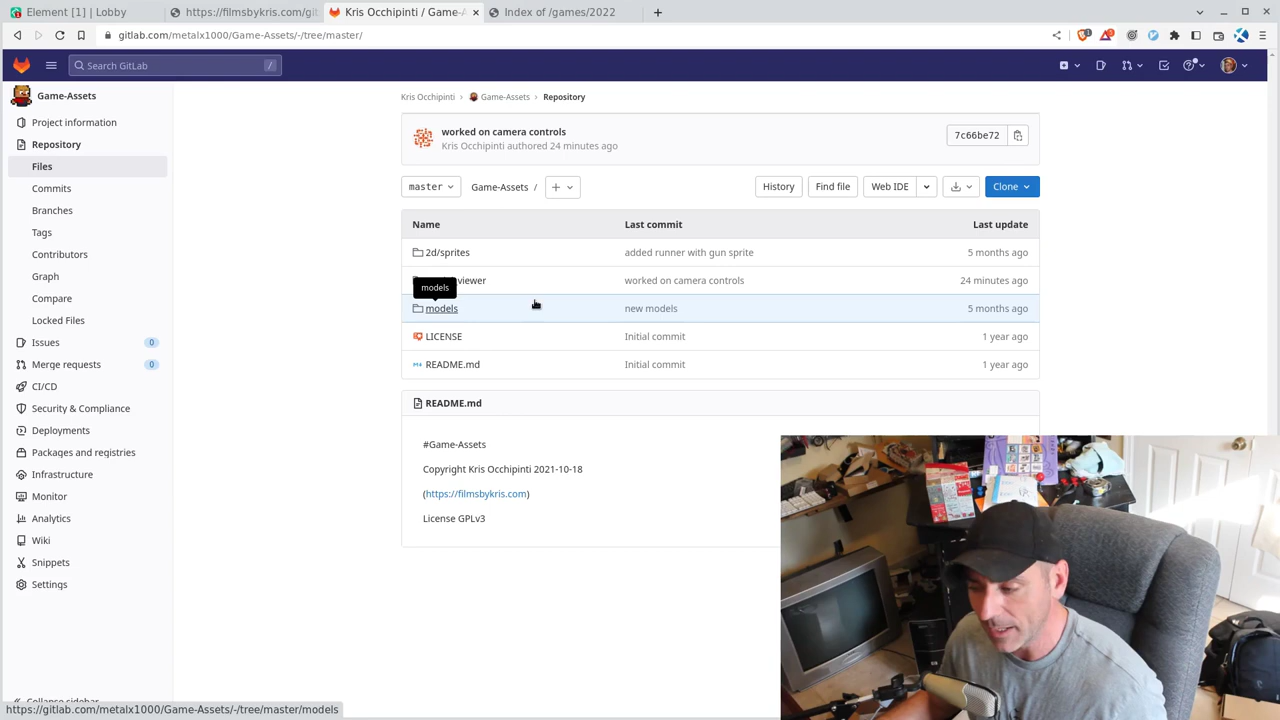 Element [1] | Lobby
https://filmsbykris.com/git
Kris Occhipinti / Game-A
Index of /games/2022
gitlab.com/metalx1000/Game-Assets/-/tree/master/
Search GitLab
/
Game-Assets
Project information
Repository
Files
Commits
Branches
Tags
Contributors
Graph
Compare
Locked Files
Issues 0
Merge requests 0
CI/CD
Security & Compliance
Deployments
Packages and registries
Infrastructure
Monitor
Analytics
Wiki
Snippets
Settings
Collapse sidebar
Kris Occhipinti › Game-Assets › Repository
worked on camera controls
Kris Occhipinti authored 24 minutes ago
7c66be72
master
Game-Assets /
History
Find file
Web IDE
Clone
Name Last commit Last update
2d/sprites added runner with gun sprite 5 months ago
viewer worked on camera controls 24 minutes ago
models
models new models 5 months ago
LICENSE Initial commit 1 year ago
README.md Initial commit 1 year ago
README.md
#Game-Assets
Copyright Kris Occhipinti 2021-10-18
(https://filmsbykris.com)
License GPLv3
https://gitlab.com/metalx1000/Game-Assets/-/tree/master/models